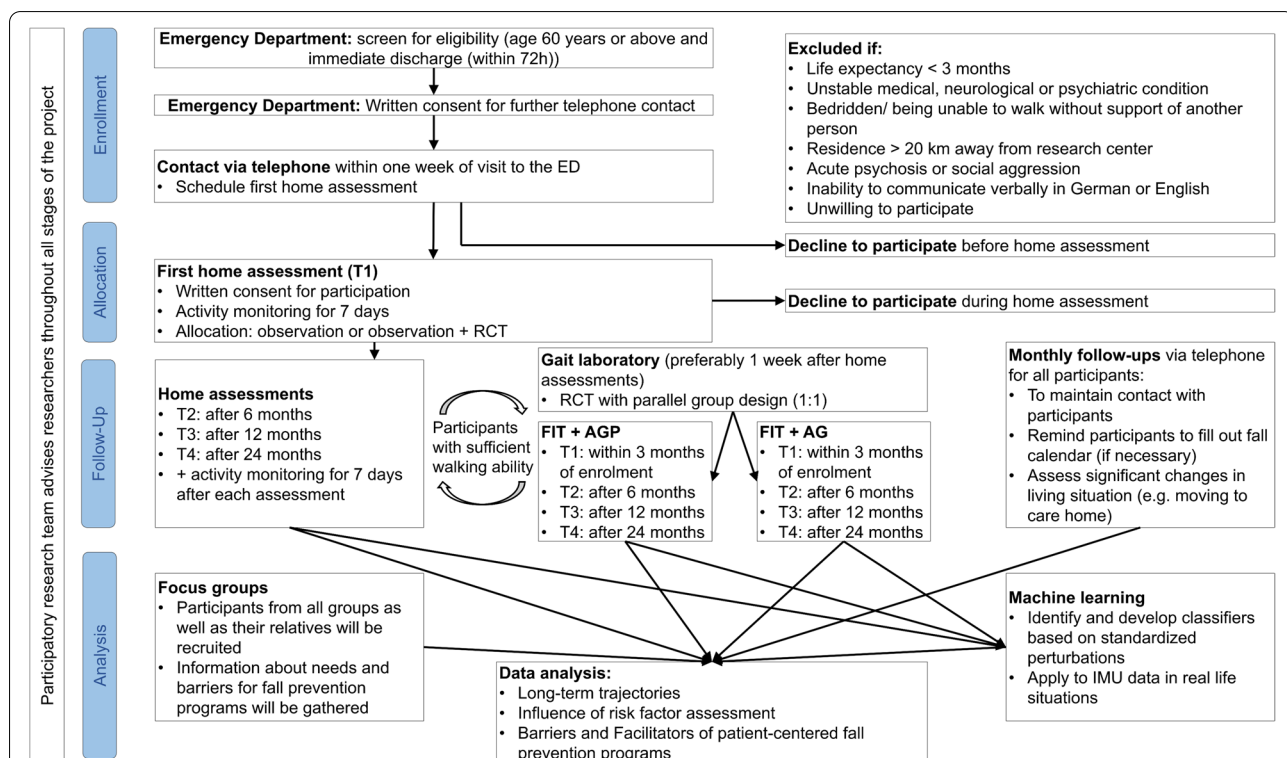 Participatory research team advises researchers throughout all stages of the project
Enrollment
Emergency Department: screen for eligibility (age 60 years or above and
immediate discharge (within 72h))
Emergency Department: Written consent for further telephone contact
Contact via telephone within one week of visit to the ED
• Schedule first home assessment
Excluded if:
• Life expectancy < 3 months
• Unstable medical, neurological or psychiatric condition
• Bedridden/ being unable to walk without support of another
person
• Residence > 20 km away from research center
• Acute psychosis or social aggression
• Inability to communicate verbally in German or English
• Unwilling to participate
Decline to participate before home assessment
Allocation
First home assessment (T1)
• Written consent for participation
• Activity monitoring for 7 days
• Allocation: observation or observation + RCT
Decline to participate during home assessment
Follow-Up
Home assessments
• T2: after 6 months
• T3: after 12 months
• T4: after 24 months
• + activity monitoring for 7 days
after each assessment
Participants
with sufficient
walking ability
Gait laboratory (preferably 1 week after home
assessments)
• RCT with parallel group design (1:1)
FIT + AGP
• T1: within 3 months
of enrolment
• T2: after 6 months
• T3: after 12 months
• T4: after 24 months
FIT + AG
• T1: within 3 months
of enrolment
• T2: after 6 months
• T3: after 12 months
• T4: after 24 months
Monthly follow-ups via telephone
for all participants:
• To maintain contact with
participants
• Remind participants to fill out fall
calendar (if necessary)
• Assess significant changes in
living situation (e.g. moving to
care home)
Analysis
Focus groups
• Participants from all groups as
well as their relatives will be
recruited
• Information about needs and
barriers for fall prevention
programs will be gathered
Data analysis:
• Long-term trajectories
• Influence of risk factor assessment
• Barriers and Facilitators of patient-centered fall
prevention programs
Machine learning
• Identify and develop classifiers
based on standardized
perturbations
• Apply to IMU data in real life
situations